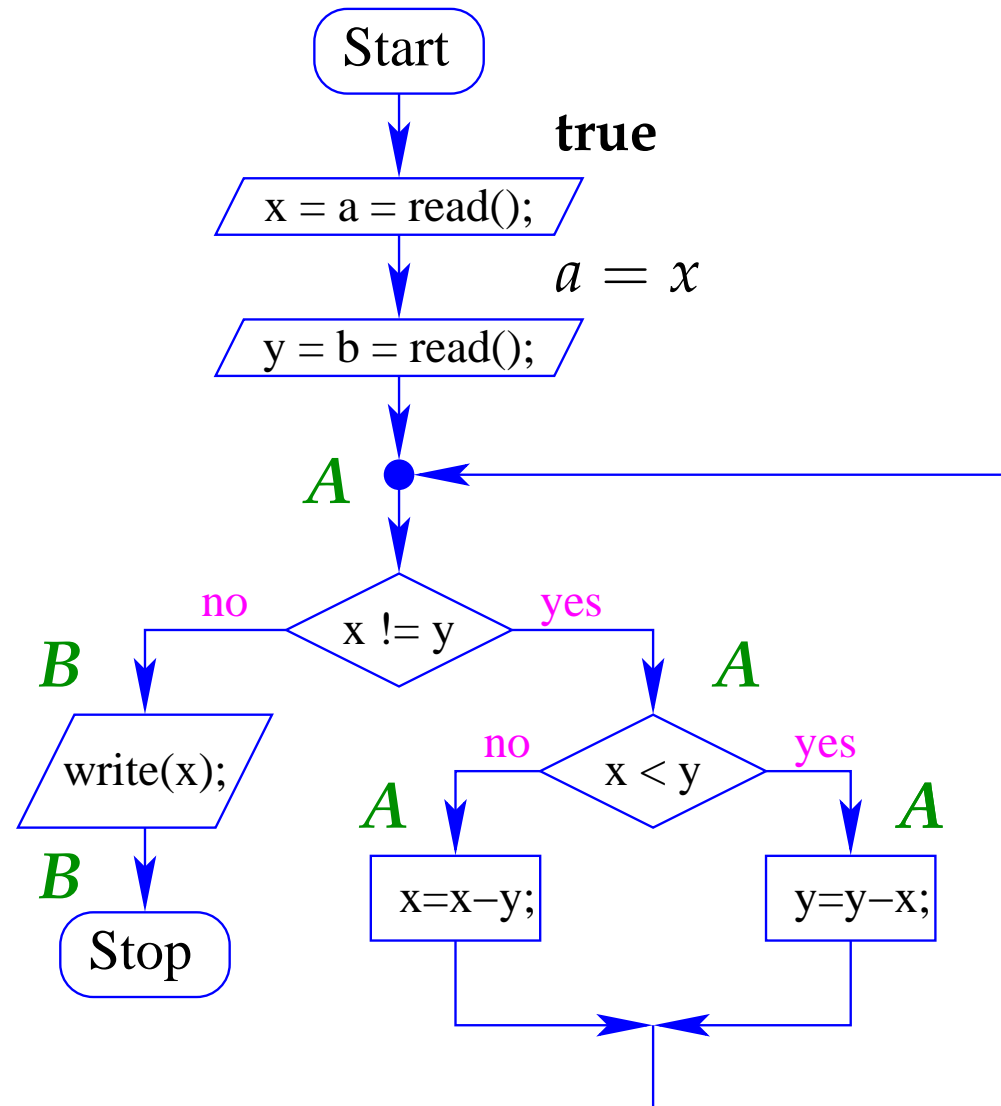 Start
true
x = a = read();
a = x
y = b = read();
A
no
x != y
yes
B
A
write(x);
no
x < y
yes
A
A
B
x=x−y;
y=y−x;
Stop